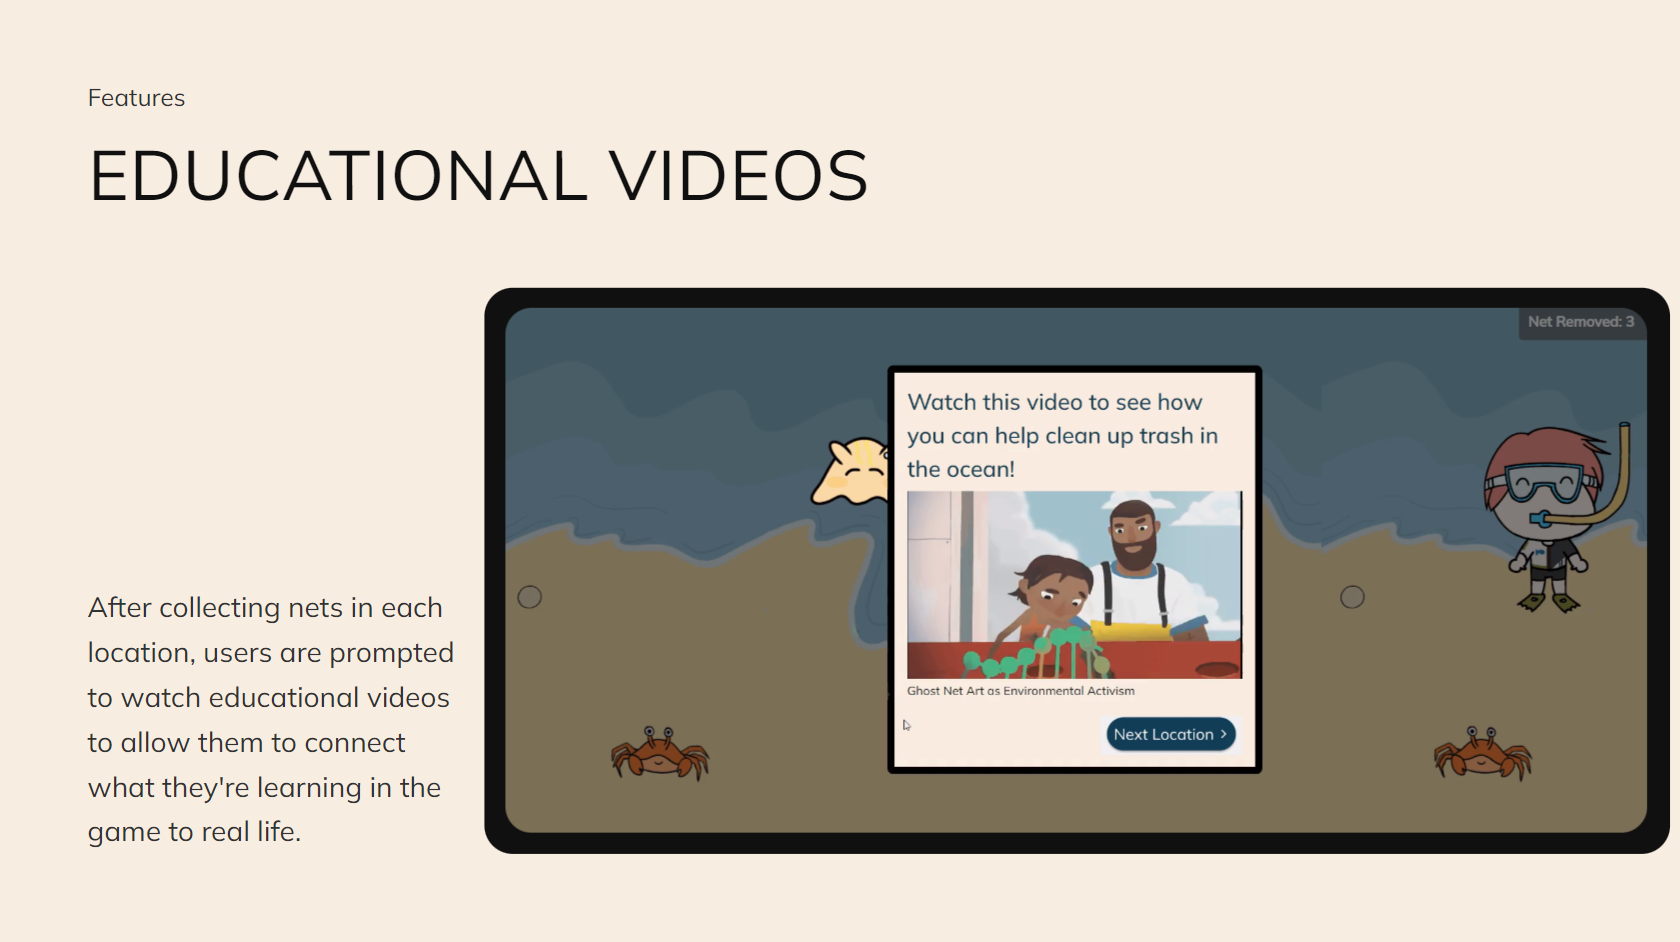 Features
EDUCATIONAL VIDEOS
Net Removed: 3
Watch this video to see how
you can help clean up trash in
the ocean!
Ghost Net Art as Environmental Activism
Next Location >
After collecting nets in each
location, users are prompted
to watch educational videos
to allow them to connect
what they're learning in the
game to real life.